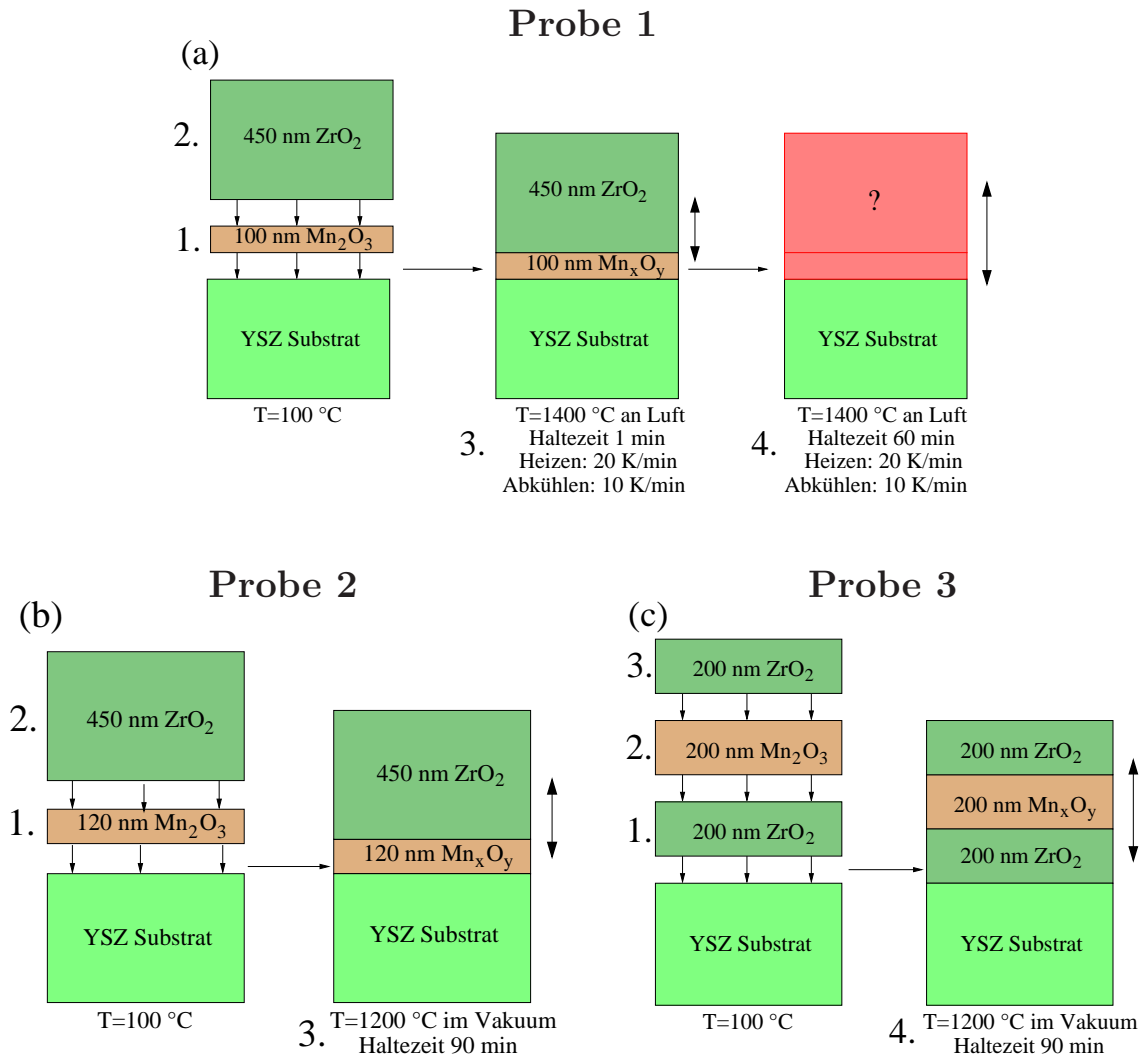 Probe 1
(a)
2.
450 nm ZrO₂
1.
100 nm Mn₂O₃
YSZ Substrat
T=100 °C
450 nm ZrO₂
100 nm MnₓOᵧ
YSZ Substrat
3.
T=1400 °C an Luft
Haltezeit 1 min
Heizen: 20 K/min
Abkühlen: 10 K/min
?
YSZ Substrat
4.
T=1400 °C an Luft
Haltezeit 60 min
Heizen: 20 K/min
Abkühlen: 10 K/min
Probe 2
(b)
2.
450 nm ZrO₂
1.
120 nm Mn₂O₃
YSZ Substrat
T=100 °C
450 nm ZrO₂
120 nm MnₓOᵧ
YSZ Substrat
3.
T=1200 °C im Vakuum
Haltezeit 90 min
Probe 3
(c)
3.
200 nm ZrO₂
2.
200 nm Mn₂O₃
1.
200 nm ZrO₂
YSZ Substrat
T=100 °C
200 nm ZrO₂
200 nm MnₓOᵧ
200 nm ZrO₂
YSZ Substrat
4.
T=1200 °C im Vakuum
Haltezeit 90 min